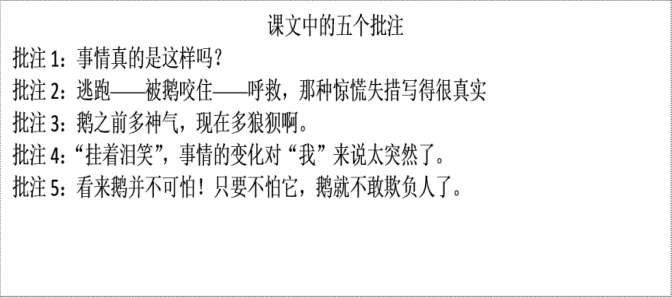 课文中的五个批注
批注 1：事情真的是这样吗？
批注 2：逃跑——被鹅咬住——呼救，那种惊慌失措写得很真实
批注 3：鹅之前多神气，现在多狼狈啊。
批注 4：“挂着泪笑”，事情的变化对“我”来说太突然了。
批注 5：看来鹅并不可怕！只要不怕它，鹅就不敢欺负人了。